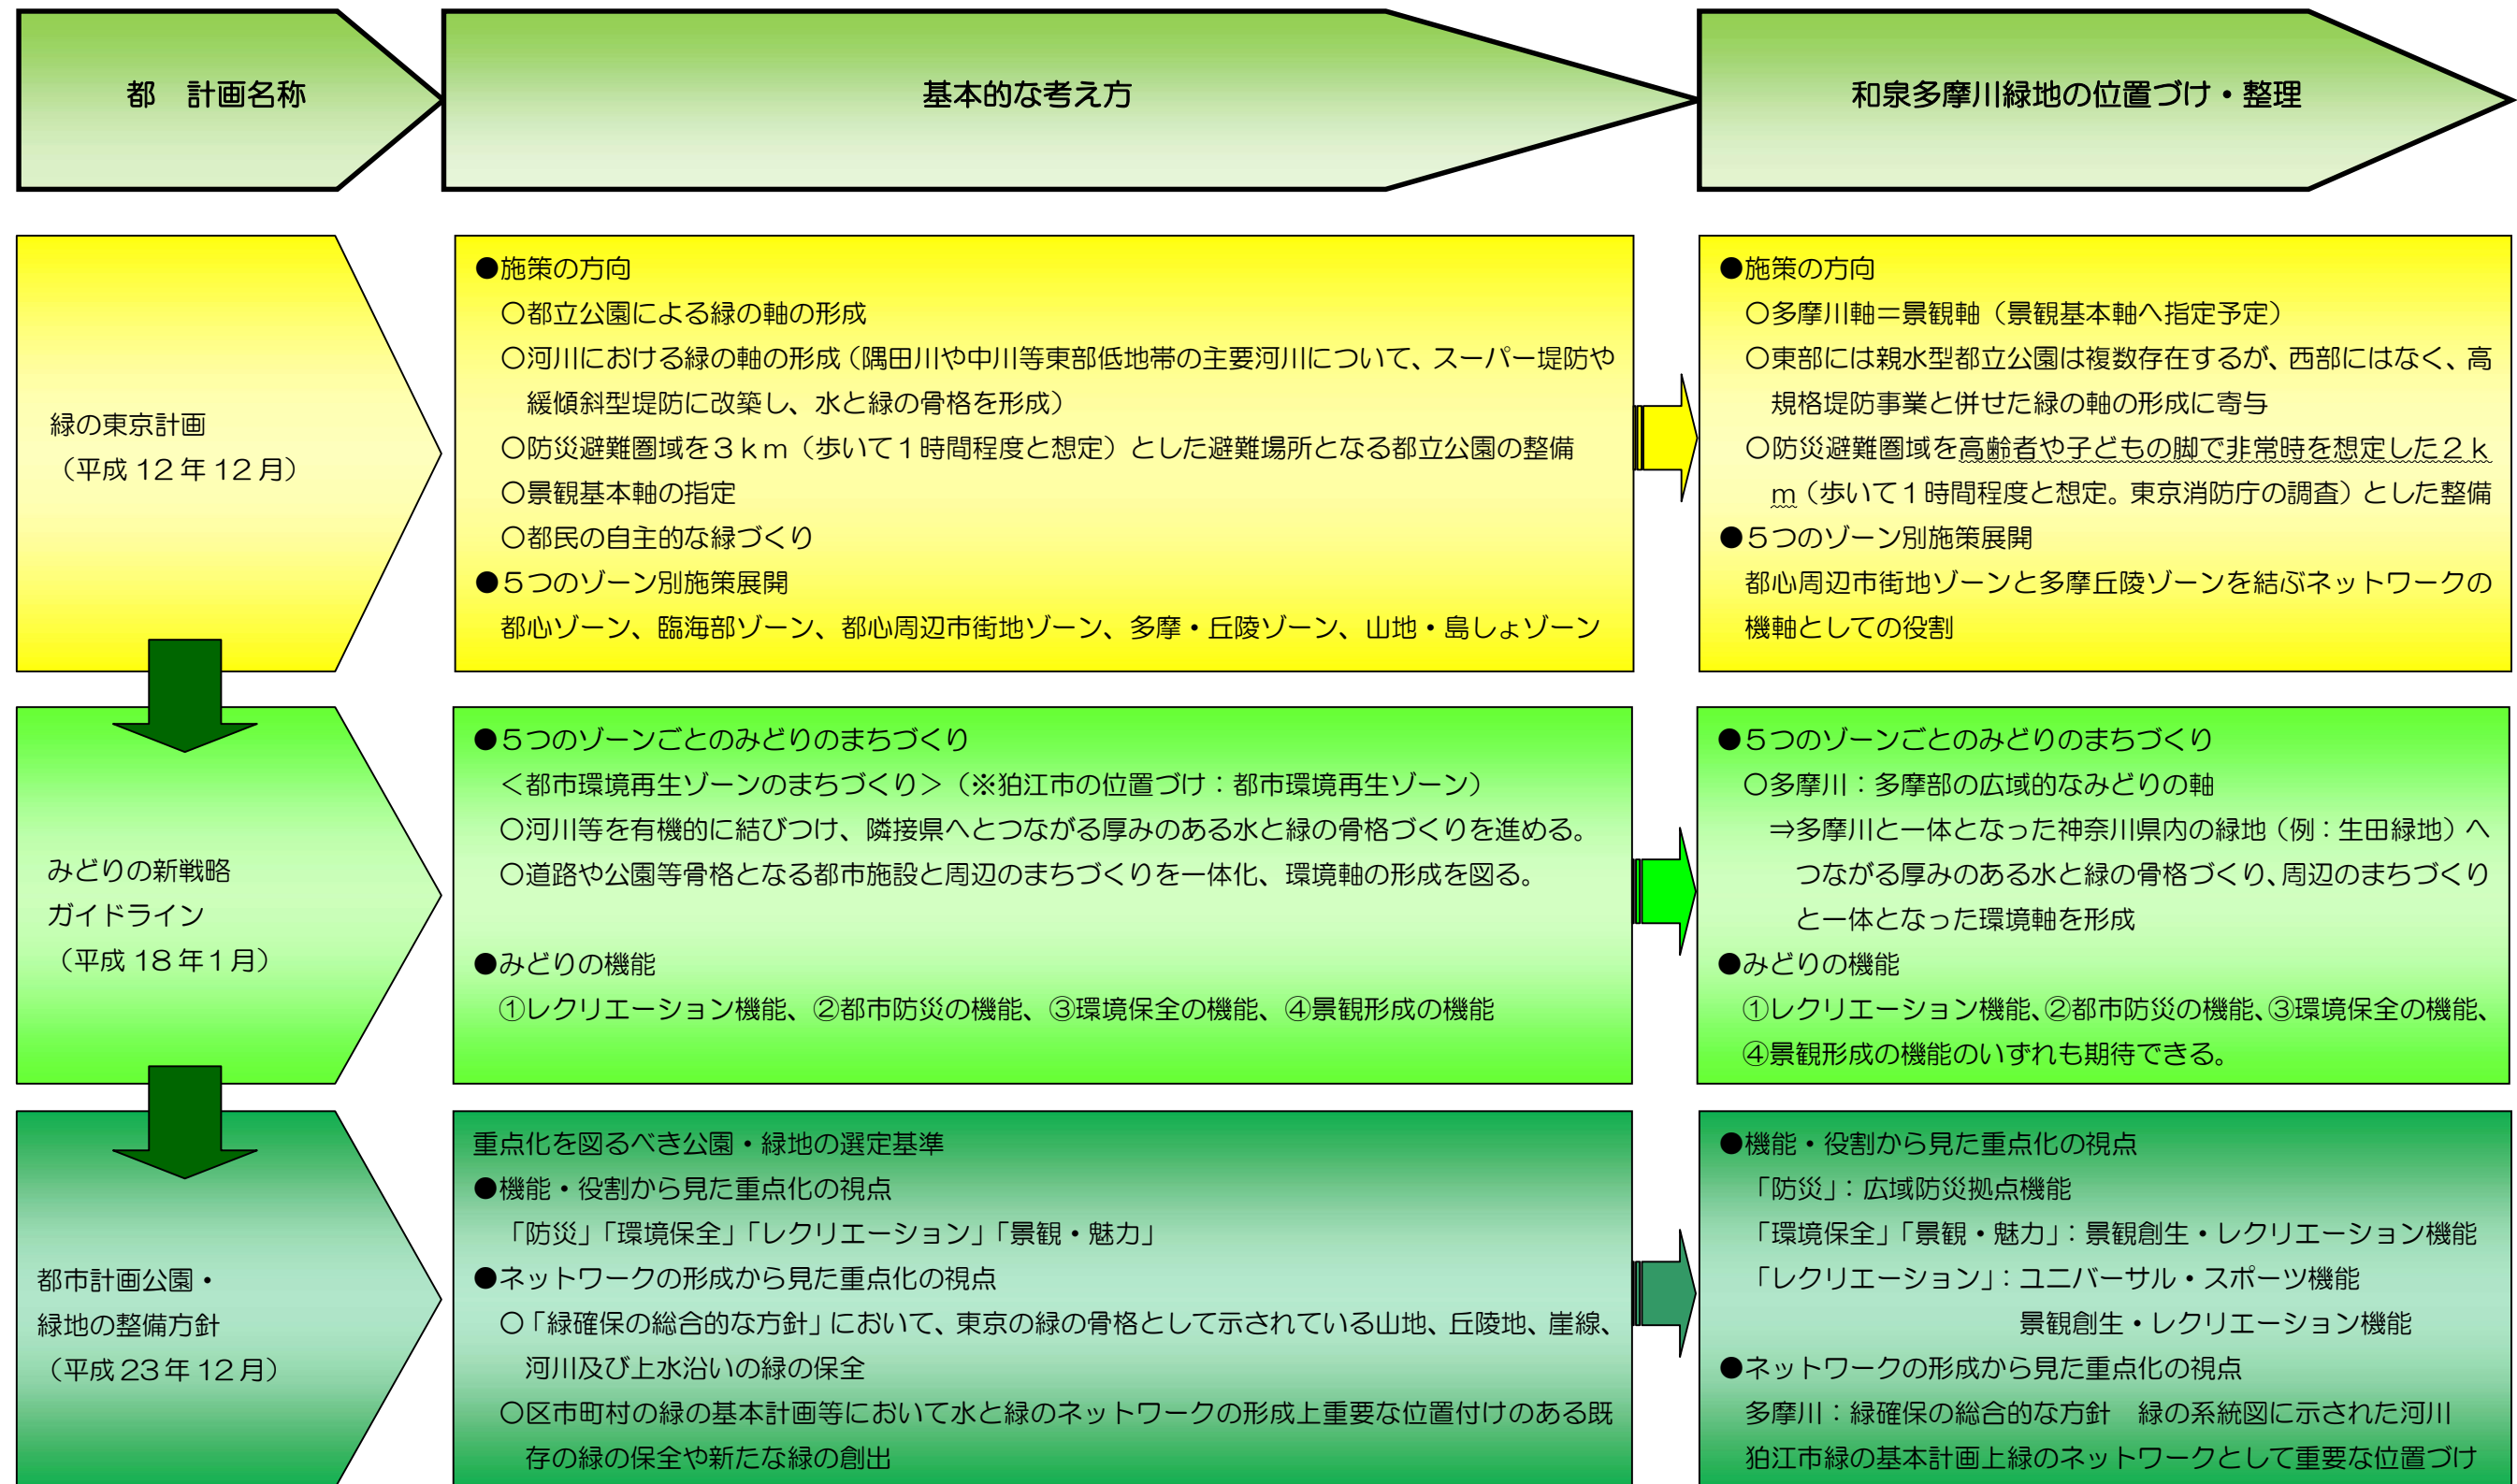 都　計画名称
基本的な考え方
和泉多摩川緑地の位置づけ・整理
緑の東京計画
（平成 12 年 12 月）
●施策の方向
○都立公園による緑の軸の形成
○河川における緑の軸の形成（隅田川や中川等東部低地帯の主要河川について、スーパー堤防や
緩傾斜型堤防に改築し、水と緑の骨格を形成）
○防災避難圏域を３ｋｍ（歩いて１時間程度と想定）とした避難場所となる都立公園の整備
○景観基本軸の指定
○都民の自主的な緑づくり
●５つのゾーン別施策展開
都心ゾーン、臨海部ゾーン、都心周辺市街地ゾーン、多摩・丘陵ゾーン、山地・島しょゾーン
●施策の方向
○多摩川軸＝景観軸（景観基本軸へ指定予定）
○東部には親水型都立公園は複数存在するが、西部にはなく、高
規格堤防事業と併せた緑の軸の形成に寄与
○防災避難圏域を高齢者や子どもの脚で非常時を想定した２ｋ
ｍ（歩いて１時間程度と想定。東京消防庁の調査）とした整備
●５つのゾーン別施策展開
都心周辺市街地ゾーンと多摩丘陵ゾーンを結ぶネットワークの
機軸としての役割
みどりの新戦略
ガイドライン
（平成 18 年１月）
●５つのゾーンごとのみどりのまちづくり
＜都市環境再生ゾーンのまちづくり＞（※狛江市の位置づけ：都市環境再生ゾーン）
○河川等を有機的に結びつけ、隣接県へとつながる厚みのある水と緑の骨格づくりを進める。
○道路や公園等骨格となる都市施設と周辺のまちづくりを一体化、環境軸の形成を図る。
●みどりの機能
①レクリエーション機能、②都市防災の機能、③環境保全の機能、④景観形成の機能
●５つのゾーンごとのみどりのまちづくり
○多摩川：多摩部の広域的なみどりの軸
⇒多摩川と一体となった神奈川県内の緑地（例：生田緑地）へ
つながる厚みのある水と緑の骨格づくり、周辺のまちづくり
と一体となった環境軸を形成
●みどりの機能
①レクリエーション機能、②都市防災の機能、③環境保全の機能、
④景観形成の機能のいずれも期待できる。
都市計画公園・
緑地の整備方針
（平成 23 年 12 月）
重点化を図るべき公園・緑地の選定基準
●機能・役割から見た重点化の視点
「防災」「環境保全」「レクリエーション」「景観・魅力」
●ネットワークの形成から見た重点化の視点
○「緑確保の総合的な方針」において、東京の緑の骨格として示されている山地、丘陵地、崖線、
河川及び上水沿いの緑の保全
○区市町村の緑の基本計画等において水と緑のネットワークの形成上重要な位置付けのある既
存の緑の保全や新たな緑の創出
●機能・役割から見た重点化の視点
「防災」：広域防災拠点機能
「環境保全」「景観・魅力」：景観創生・レクリエーション機能
「レクリエーション」：ユニバーサル・スポーツ機能
景観創生・レクリエーション機能
●ネットワークの形成から見た重点化の視点
多摩川：緑確保の総合的な方針　緑の系統図に示された河川
狛江市緑の基本計画上緑のネットワークとして重要な位置づけ